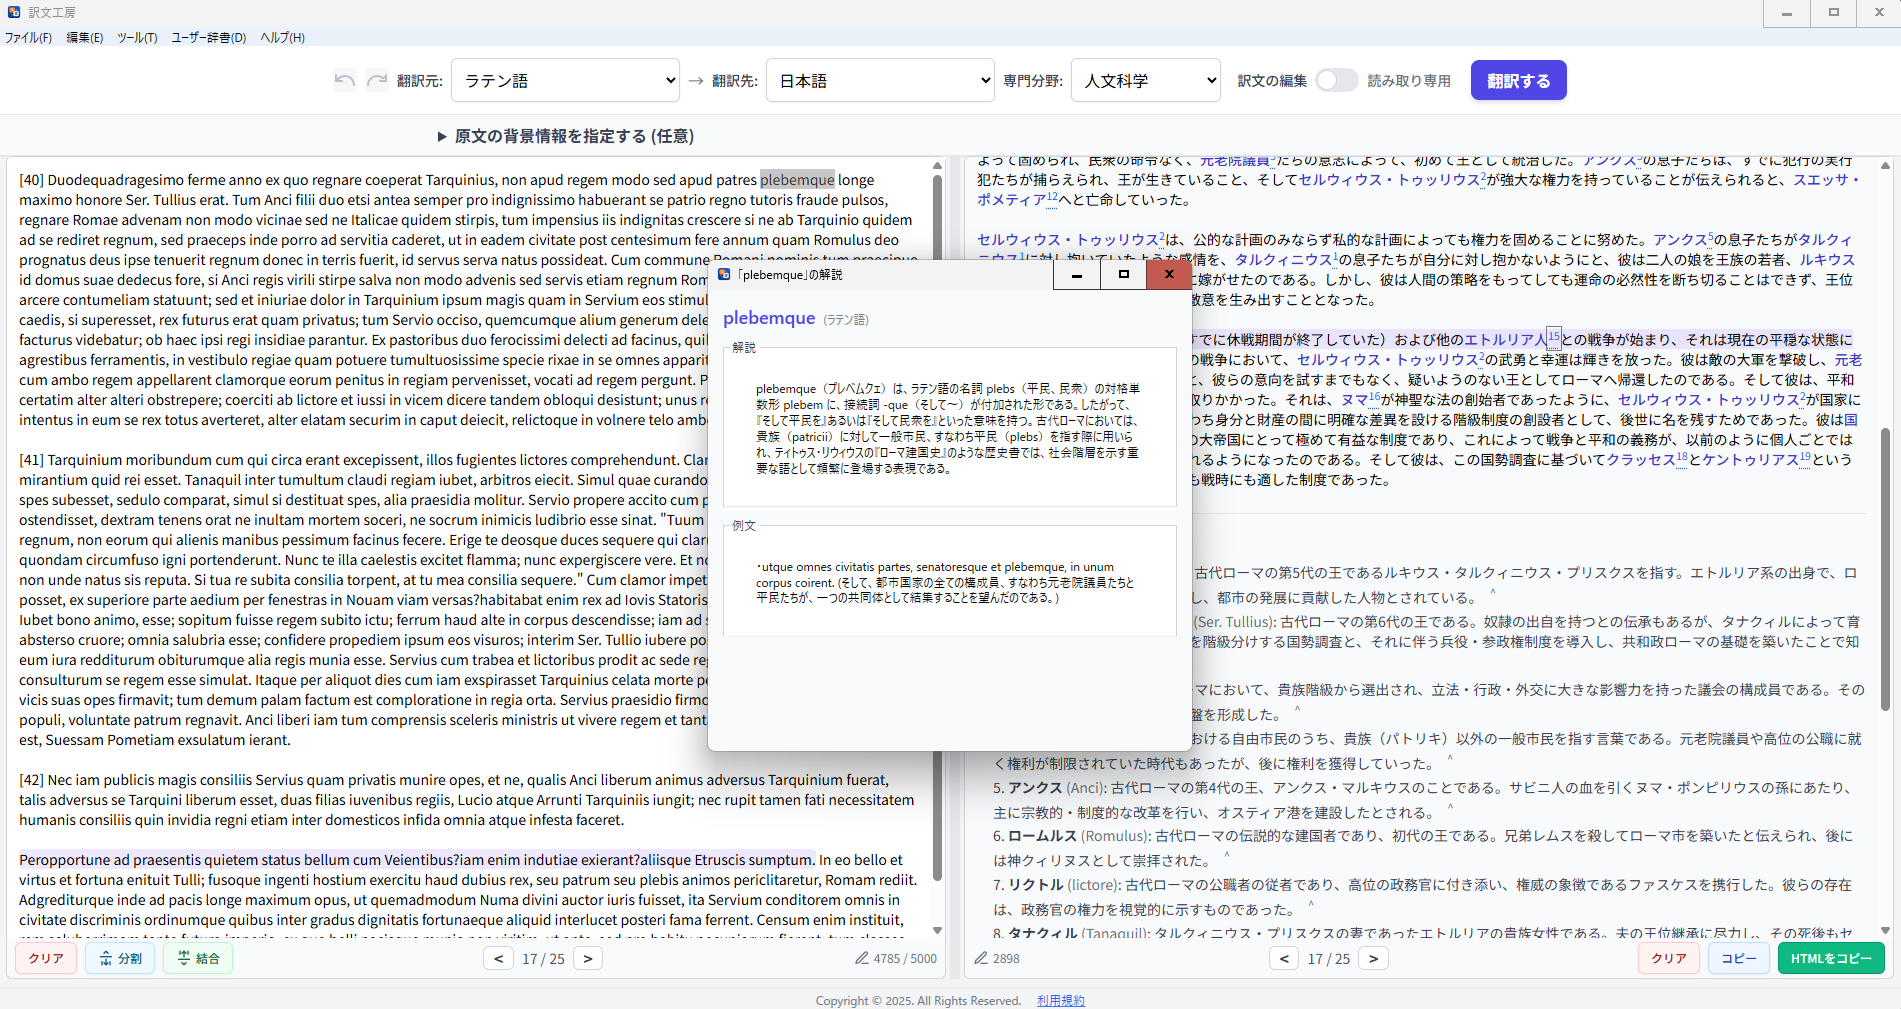 訳文工房
ファイル(F) 編集(E) ツール(T) ユーザー辞書(D) ヘルプ(H)
翻訳元: ラテン語 → 翻訳先: 日本語 専門分野: 人文科学 訳文の編集 読み取り専用 翻訳する
▶ 原文の背景情報を指定する (任意)
[40] Duodequadragesimo ferme anno ex quo regnare coeperat Tarquinius, non apud regem modo sed apud patres plebemque longe
maximo honore Ser. Tullius erat. Tum Anci filii duo etsi antea semper pro indignissimo habuerant se patrio regno tutoris fraude pulsos,
regnare Romae advenam non modo vicinae sed ne Italicae quidem stirpis, tum impensius iis indignitas crescere si ne ab Tarquinio quidem
ad se rediret regnum, sed praeceps inde porro ad servitia caderet, ut in eadem civitate post centesimum fere annum quam Romulus deo
prognatus deus ipse tenuerit regnum donec in terris fuerit, id servus serva natus possideat. Cum commune Romani nominis tum praecipue
id domus suae dedecus fore, si Anci regis virili stirpe salva non modo advenis sed servis etiam regnum Rom
arcere contumeliam statuunt; sed et iniuriae dolor in Tarquinium ipsum magis quam in Servium eos stimul
caedis, si superesset, rex futurus erat quam privatus; tum Servio occiso, quemcumque alium generum dele
facturus videbatur; ob haec ipsi regi insidiae parantur. Ex pastoribus duo ferocissimi delecti ad facinus, qui
agrestibus ferramentis, in vestibulo regiae quam potuere tumultuosissime specie rixae in se omnes apparit
cum ambo regem appellarent clamorque eorum penitus in regiam pervenisset, vocati ad regem pergunt. P
certatim alter alteri obstrepere; coerciti ab lictore et iussi in vicem dicere tandem obloqui desistunt; unus r
intentus in eum se rex totus averteret, alter elatam securim in caput deiecit, relictoque in volnere telo amb
[41] Tarquinium moribundum cum qui circa erant excepissent, illos fugientes lictores comprehendunt. Clar
mirantium quid rei esset. Tanaquil inter tumultum claudi regiam iubet, arbitros eiecit. Simul quae curando
spes subesset, sedulo comparat, simul si destituat spes, alia praesidia molitur. Servio propere accito cum p
ostendisset, dextram tenens orat ne inultam mortem soceri, ne socrum inimicis ludibrio esse sinat. "Tuum
regnum, non eorum qui alienis manibus pessimum facinus fecere. Erige te deosque duces sequere qui clar
quondam circumfuso igni portenderunt. Nunc te illa caelestis excitet flamma; nunc expergiscere vere. Et no
non unde natus sis reputa. Si tua re subita consilia torpent, at tu mea consilia sequere." Cum clamor impet
posset, ex superiore parte aedium per fenestras in Nouam viam versas?habitabat enim rex ad Iovis Statoris
Iubet bono animo, esse; sopitum fuisse regem subito ictu; ferrum haud alte in corpus descendisse; iam ad s
absterso cruore; omnia salubria esse; confidere propediem ipsum eos visuros; interim Ser. Tullio iubere po
eum iura redditurum obiturumque alia regis munia esse. Servius cum trabea et lictoribus prodit ac sede reg
consulturum se regem esse simulat. Itaque per aliquot dies cum iam exspirasset Tarquinius celata morte pe
vicis suas opes firmavit; tum demum palam factum est comploratione in regia orta. Servius praesidio firmo
populi, voluntate patrum regnavit. Anci liberi iam tum comprensis sceleris ministris ut vivere regem et tant
est, Suessam Pometiam exsulatum ierant.
[42] Nec iam publicis magis consiliis Servius quam privatis munire opes, et ne, qualis Anci liberum animus adversus Tarquinium fuerat,
talis adversus se Tarquini liberum esset, duas filias iuvenibus regiis, Lucio atque Arrunti Tarquiniis iungit; nec rupit tamen fati necessitatem
humanis consiliis quin invidia regni etiam inter domesticos infida omnia atque infesta faceret.
Peropportune ad praesentis quietem status bellum cum Veientibus?iam enim indutiae exierant?aliisque Etruscis sumptum. In eo bello et
virtus et fortuna enituit Tulli; fusoque ingenti hostium exercitu haud dubius rex, seu patrum seu plebis animos periclitaretur, Romam rediit.
Adgrediturque inde ad pacis longe maximum opus, ut quemadmodum Numa divini auctor iuris fuisset, ita Servium conditorem omnis in
civitate discriminis ordinumque quibus inter gradus dignitatis fortunaeque aliquid interlucet posteri fama ferrent. Censum enim instituit,
クリア 分割 結合 < 17 / 25 > 4785 / 5000
「plebemque」の解説
plebemque (ラテン語)
解説
plebemque（プレベムクェ）は、ラテン語の名詞 plebs（平民、民衆）の対格単
数形 plebem に、接続詞 -que（そして～）が付加された形である。したがって、
『そして平民を』あるいは『そして民衆を』といった意味を持つ。古代ローマにおいては、
貴族（patricii）に対して一般市民、すなわち平民（plebs）を指す際に用いら
れ、ティトゥス・リウィウスの『ローマ建国史』のような歴史書では、社会階層を示す重
要な語として頻繁に登場する表現である。
例文
・utque omnes civitatis partes, senatoresque et plebemque, in unum
corpus coirent. (そして、都市国家の全ての構成員、すなわち元老院議員たちと
平民たちが、一つの共同体として結集することを望んだのである。)
よって固められ、民衆の命令なく、元老院議員3たちの意志によって、初めて王として統治した。アンクス5の息子たちは、すでに犯行の実行
犯たちが捕らえられ、王が生きていること、そしてセルウィウス・トゥッリウス2が強大な権力を持っていることが伝えられると、スエッサ・
ポメティア12へと亡命していった。
セルウィウス・トゥッリウス2は、公的な計画のみならず私的な計画によっても権力を固めることに努めた。アンクス5の息子たちがタルクィ
ニウス1に対し抱いていたような感情を、タルクィニウス1の息子たちが自分に対し抱かないようにと、彼は二人の娘を王族の若者、ルキウス
に嫁がせたのである。しかし、彼は人間の策略をもってしても運命の必然性を断ち切ることはできず、王位
敵意を生み出すこととなった。
すでに休戦期間が終了していた）および他のエトルリア人15との戦争が始まり、それは現在の平穏な状態に
の戦争において、セルウィウス・トゥッリウス2の武勇と幸運は輝きを放った。彼は敵の大軍を撃破し、元老
と、彼らの意向を試すまでもなく、疑いようのない王としてローマへ帰還したのである。そして彼は、平和
取りかかった。それは、ヌマ16が神聖な法の創始者であったように、セルウィウス・トゥッリウス2が国家に
わち身分と財産の間に明確な差異を設ける階級制度の創設者として、後世に名を残すためであった。彼は国
の大帝国にとって極めて有益な制度であり、これによって戦争と平和の義務が、以前のように個人ごとでは
れるようになったのである。そして彼は、この国勢調査に基づいてクラッセス18とケントゥリアス19という
も戦時にも適した制度であった。
古代ローマの第5代の王であるルキウス・タルクィニウス・プリスクスを指す。エトルリア系の出身で、ロ
し、都市の発展に貢献した人物とされている。 ^
(Ser. Tullius): 古代ローマの第6代の王である。奴隷の出自を持つとの伝承もあるが、タナクィルによって育
を階級分けする国勢調査と、それに伴う兵役・参政権制度を導入し、共和政ローマの基礎を築いたことで知
マにおいて、貴族階級から選出され、立法・行政・外交に大きな影響力を持った議会の構成員である。その
盤を形成した。 ^
おける自由市民のうち、貴族（パトリキ）以外の一般市民を指す言葉である。元老院議員や高位の公職に就
く権利が制限されていた時代もあったが、後に権利を獲得していった。 ^
5. アンクス (Anci): 古代ローマの第4代の王、アンクス・マルキウスのことである。サビニ人の血を引くヌマ・ポンピリウスの孫にあたり、
主に宗教的・制度的な改革を行い、オスティア港を建設したとされる。 ^
6. ロームルス (Romulus): 古代ローマの伝説的な建国者であり、初代の王である。兄弟レムスを殺してローマ市を築いたと伝えられ、後に
は神クィリヌスとして崇拝された。 ^
7. リクトル (lictore): 古代ローマの公職者の従者であり、高位の政務官に付き添い、権威の象徴であるファスケスを携行した。彼らの存在
は、政務官の権力を視覚的に示すものであった。 ^
8. タナクィル (Tanaquil): タルクィニウス・プリスクスの妻であったエトルリアの貴族女性である。夫の王位継承に尽力し、その死後もセ
2898 < 17 / 25 > クリア コピー HTMLをコピー
Copyright © 2025. All Rights Reserved. 利用規約